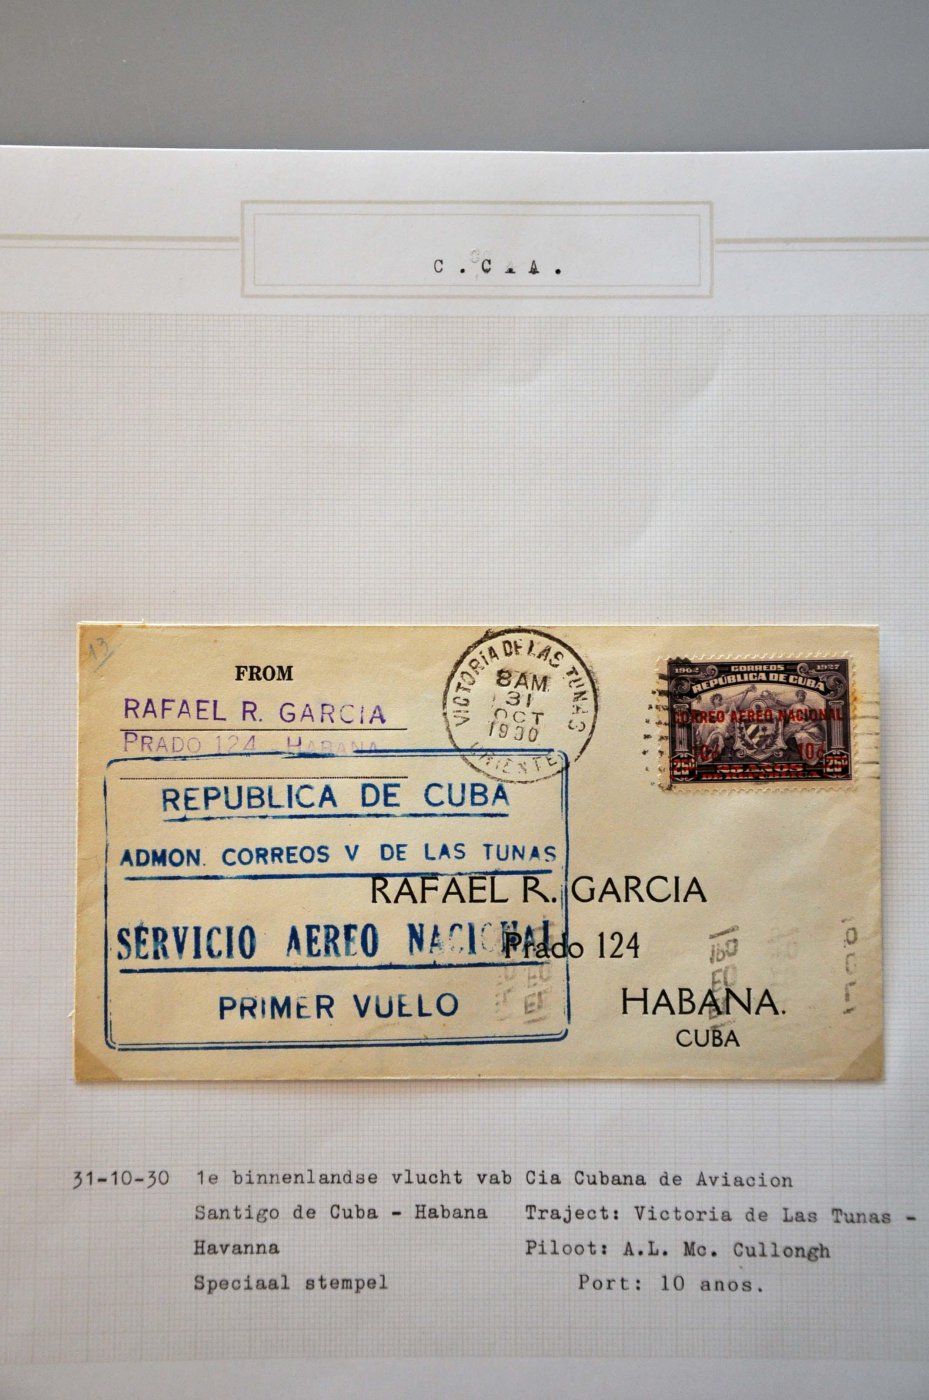 C.C.A.A.
13
FROM
RAFAEL R. GARCIA
PRADO 124 HABANA
VICTORIA DE LAS TUNAS
8AM
31
OCT
1930
ORIENTE
1902 CORREOS 1927
REPUBLICA DE CUBA
CORREO AEREO NACIONAL
10¢ 10¢
25¢ 25¢
REPUBLICA DE CUBA
ADMON. CORREOS V DE LAS TUNAS
SERVICIO AEREO NACIONAL
PRIMER VUELO
RAFAEL R. GARCIA
Prado 124
HABANA.
CUBA
31-10-30 1e binnenlandse vlucht vab Cia Cubana de Aviacion
Santigo de Cuba - Habana Traject: Victoria de Las Tunas -
Havanna Piloot: A.L. Mc. Cullongh
Speciaal stempel Port: 10 anos.